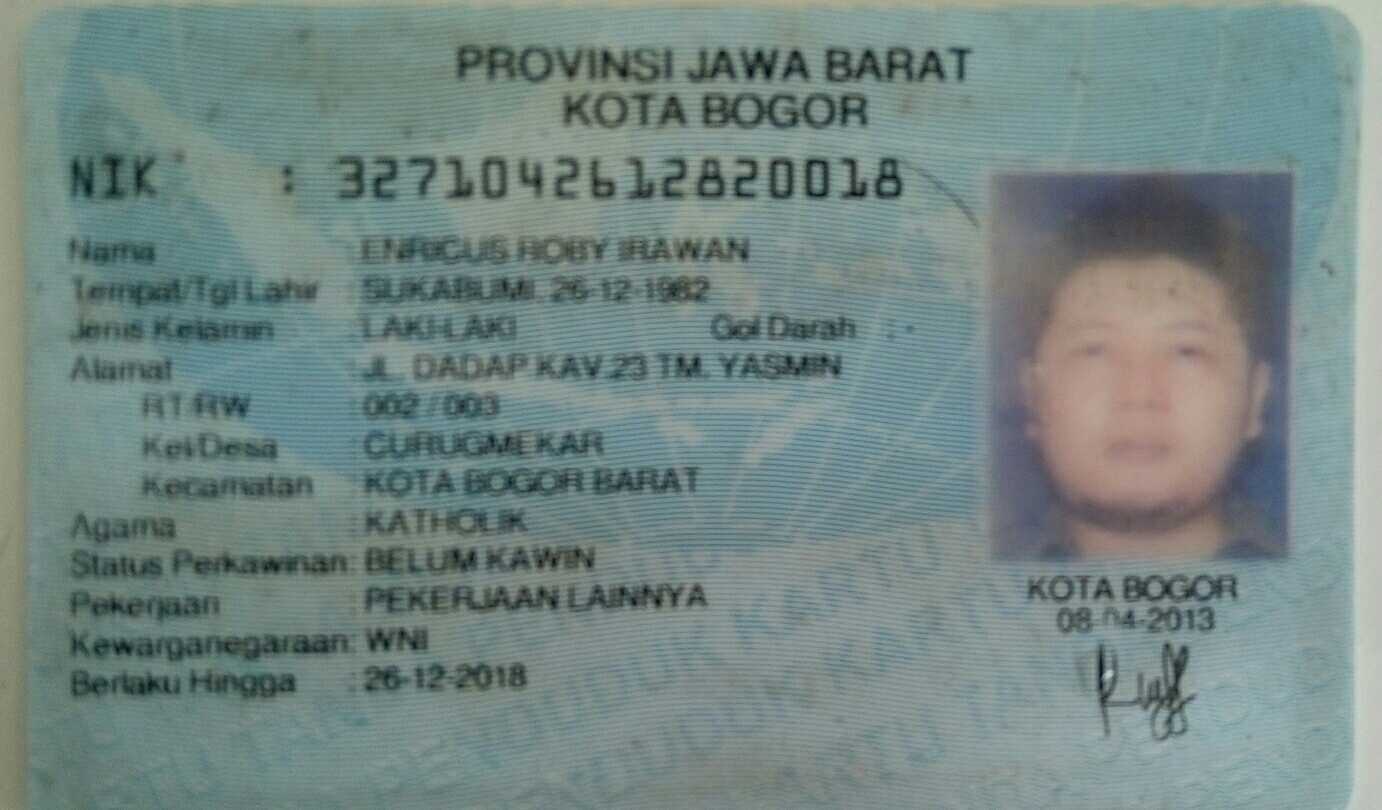 PROVINSI JAWA BARAT
KOTA BOGOR
NIK : 3271042612820018
Nama : ENRICUS ROBY IRAWAN
Tempat/Tgl Lahir : SUKABUMI, 26-12-1982
Jenis Kelamin : LAKI-LAKI Gol Darah : -
Alamat : JL. DADAP KAV.23 TM. YASMIN
RT/RW : 002 / 003
Kel/Desa : CURUGMEKAR
Kecamatan : KOTA BOGOR BARAT
Agama : KATHOLIK
Status Perkawinan: BELUM KAWIN
Pekerjaan : PEKERJAAN LAINNYA
Kewarganegaraan: WNI
Berlaku Hingga : 26-12-2018
KOTA BOGOR
08-04-2013